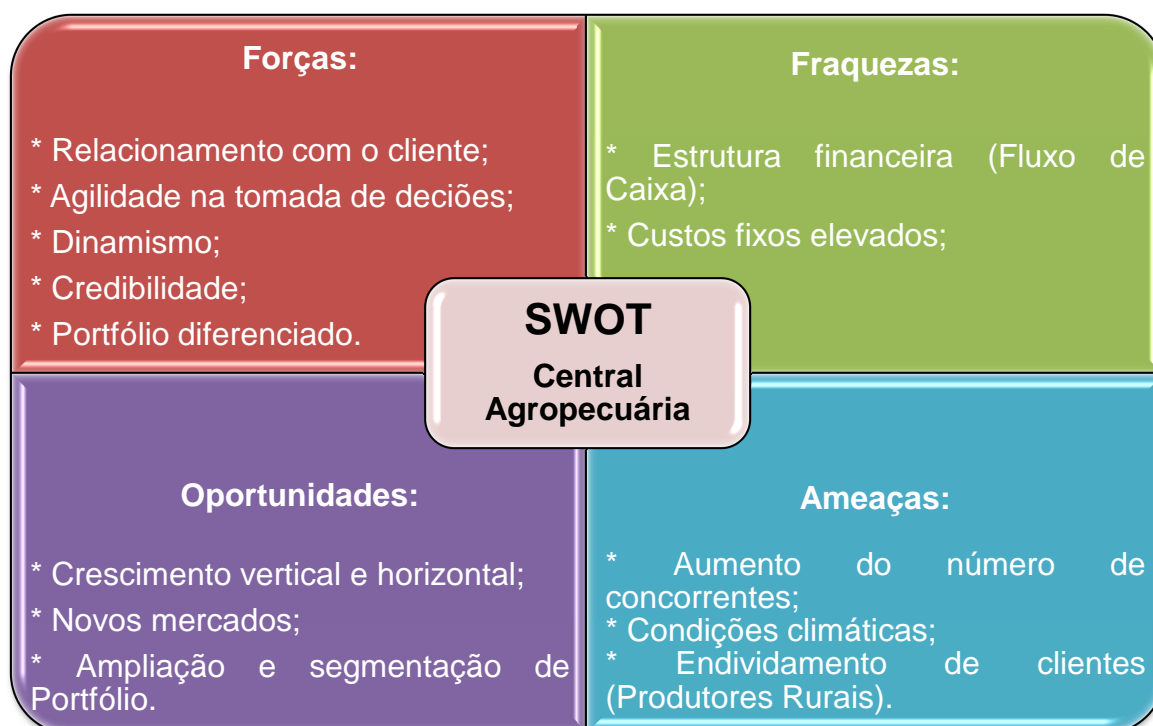 Forças:
* Relacionamento com o cliente;
* Agilidade na tomada de deciões;
* Dinamismo;
* Credibilidade;
* Portfólio diferenciado.
Fraquezas:
* Estrutura financeira (Fluxo de
Caixa);
* Custos fixos elevados;
SWOT
Central
Agropecuária
Oportunidades:
* Crescimento vertical e horizontal;
* Novos mercados;
* Ampliação e segmentação de
Portfólio.
Ameaças:
* Aumento do número de
concorrentes;
* Condições climáticas;
* Endividamento de clientes
(Produtores Rurais).